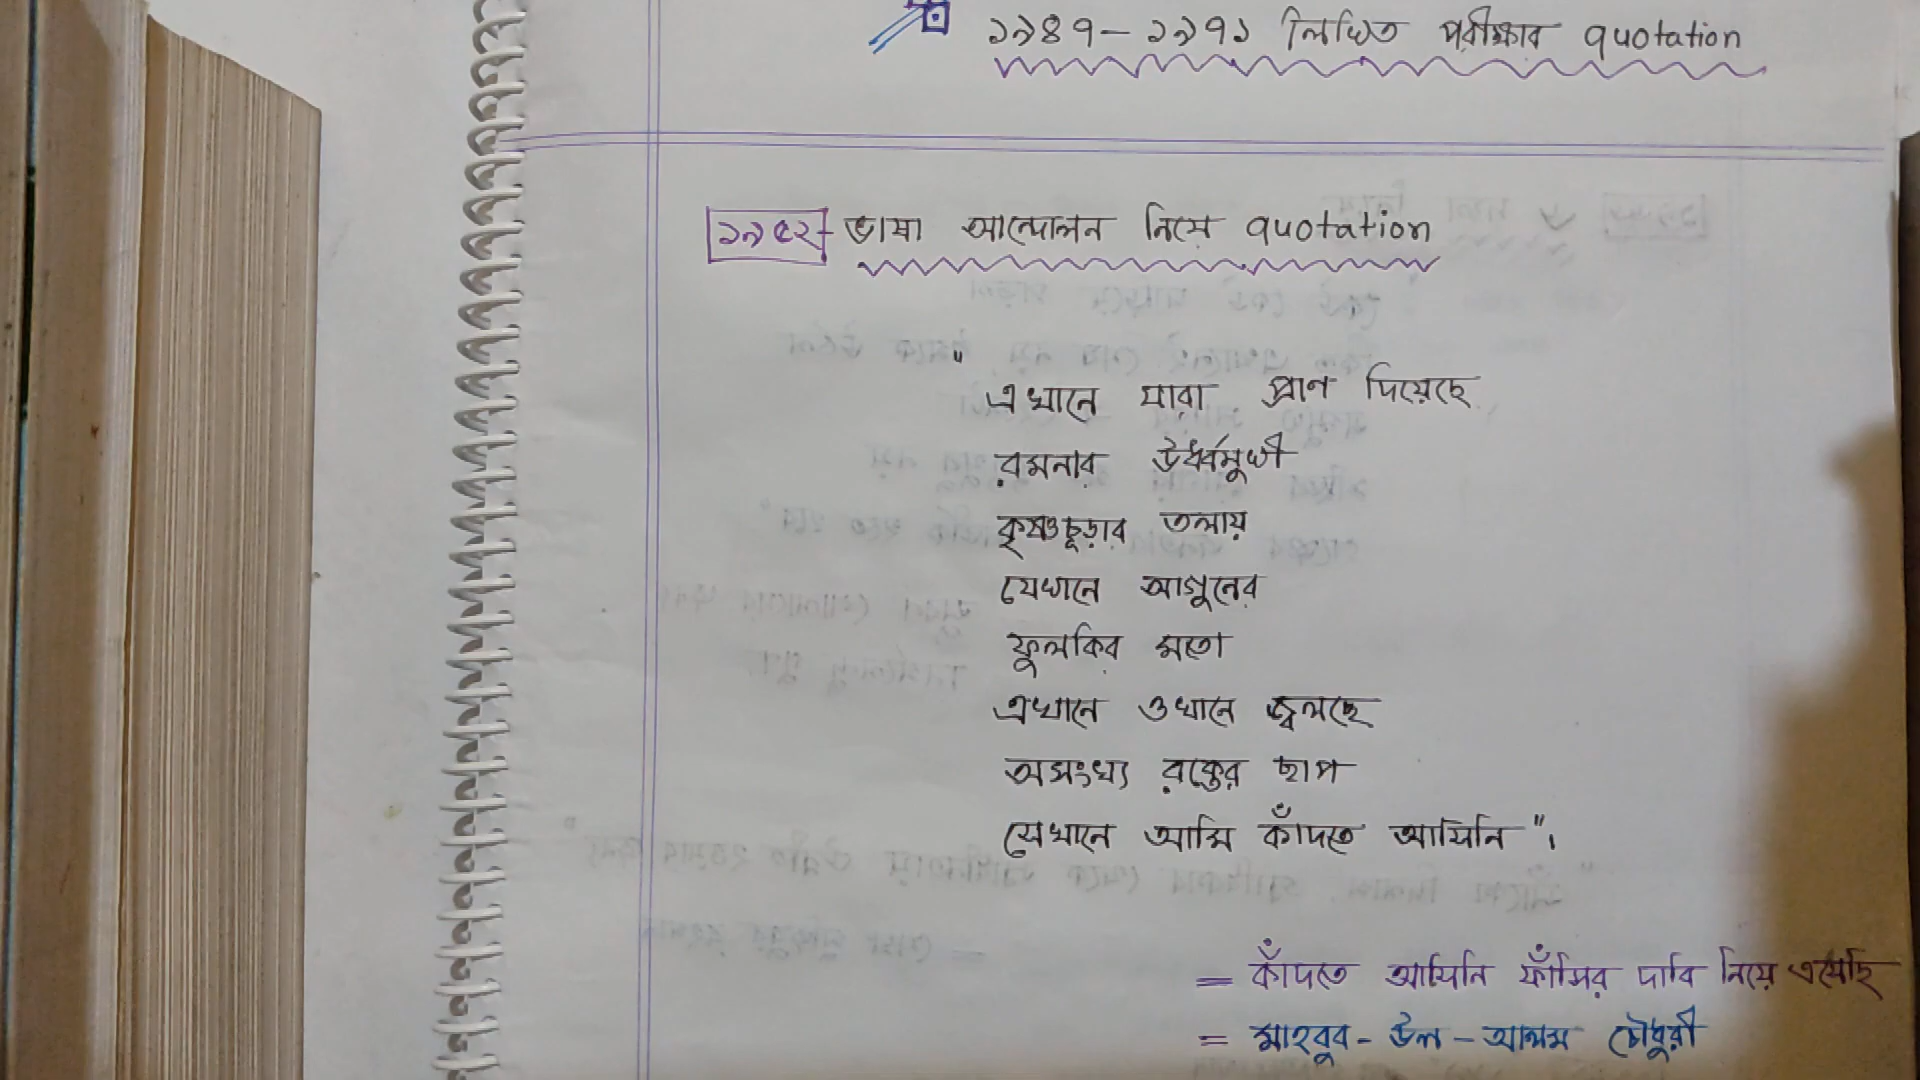 ১৯৪৭- ১৯৭১ লিখিত পরীক্ষার quotation
১৯৫২- ভাষা আন্দোলন নিয়ে quotation
"এখানে যারা প্রাণ দিয়েছে
রমনার উর্ধ্বমুখী
কৃষ্ণচূড়ার তলায়
যেখানে আগুনের
ফুলকির মতো
এখানে ওখানে জ্বলছে
অসংখ্য রক্তের ছাপ
সেখানে আমি কাঁদতে আসিনি"।
= কাঁদতে আসিনি ফাঁসির দাবি নিয়ে এসেছি
= মাহবুব- উল - আলম চৌধুরী